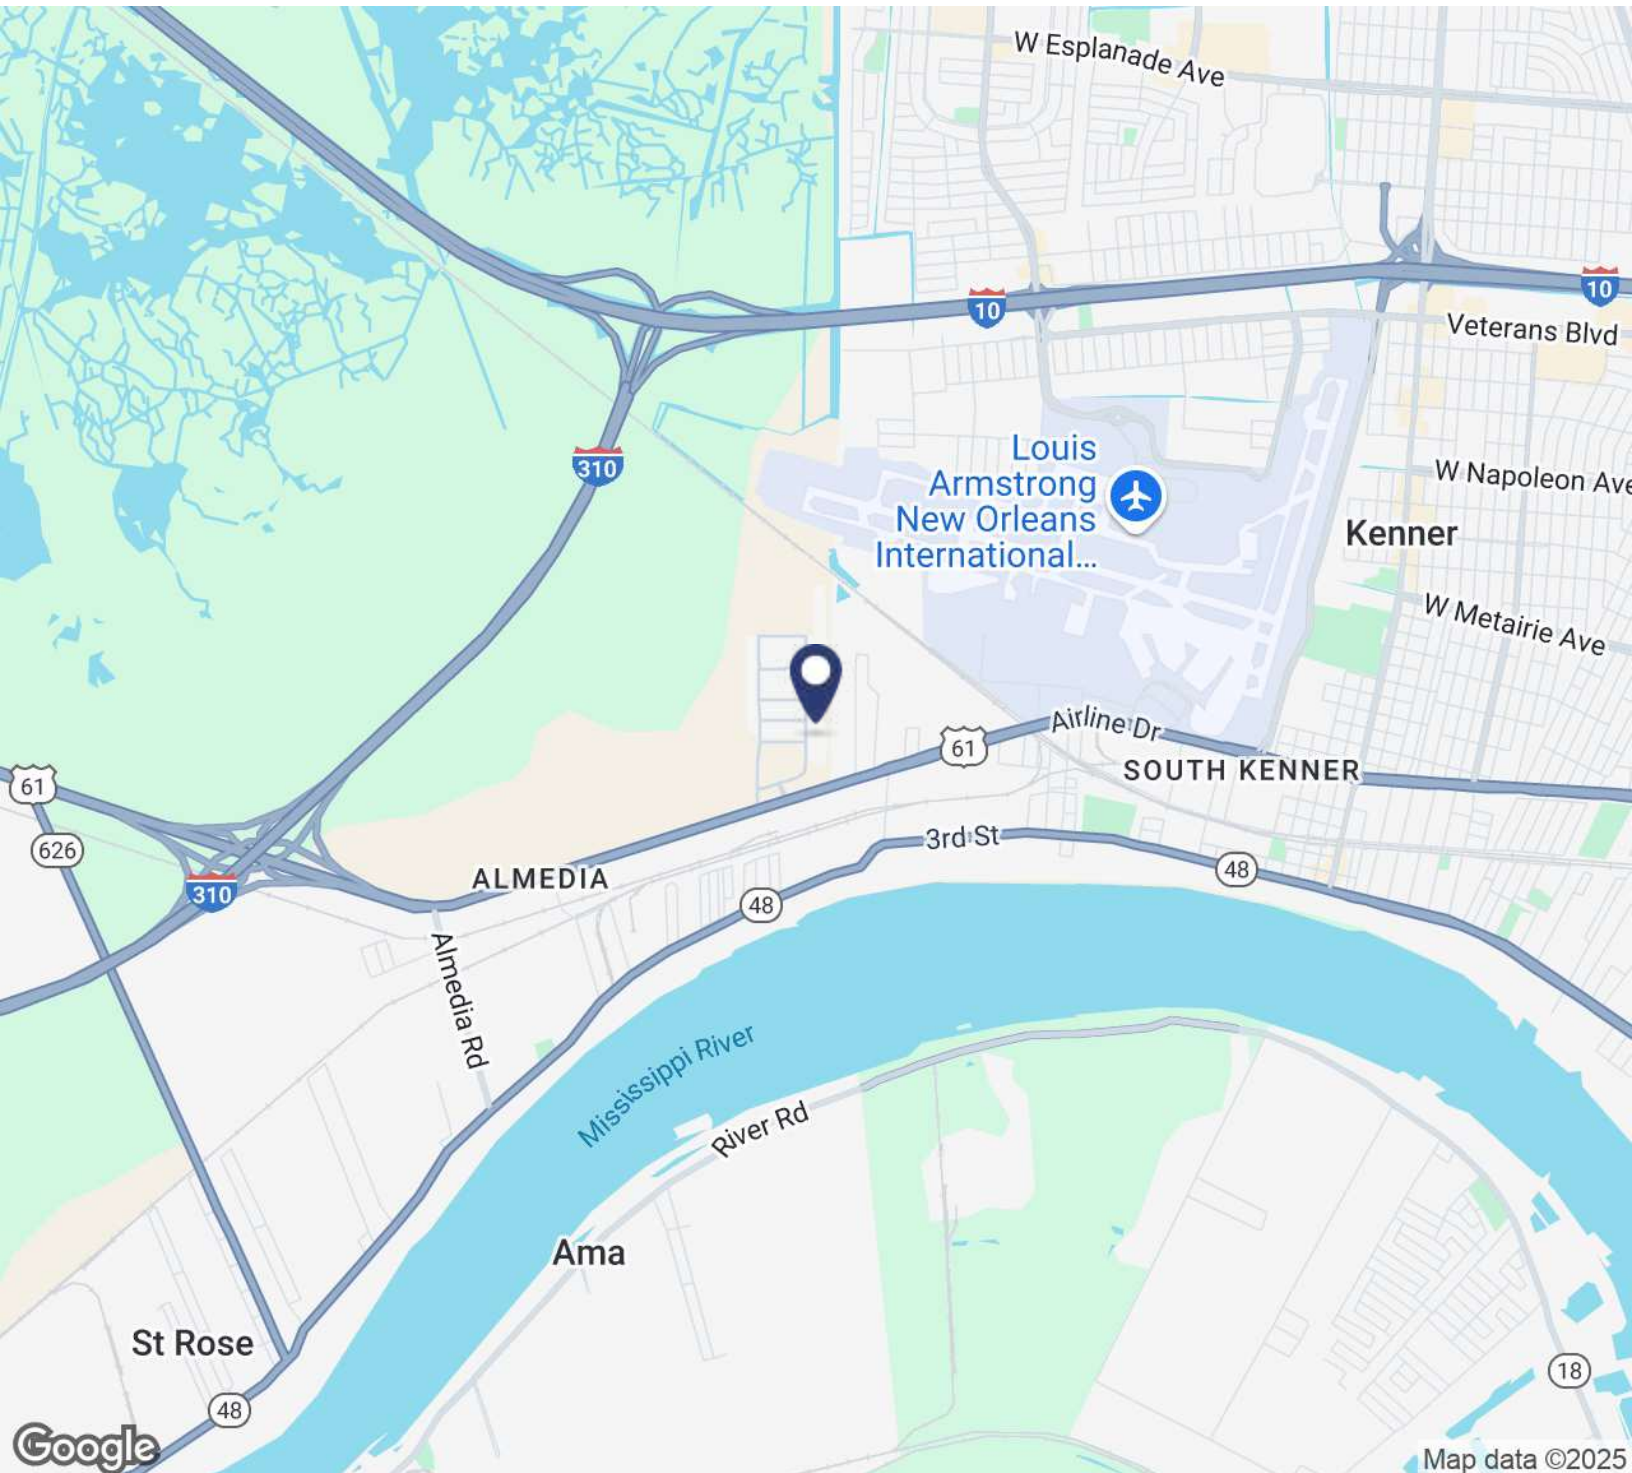 W Esplanade Ave
10
10
Veterans Blvd
310
Louis
Armstrong
New Orleans
International...
W Napoleon Ave
Kenner
W Metairie Ave
Airline Dr
61
SOUTH KENNER
61
626
3rd St
48
ALMEDIA
310
48
Almedia Rd
Mississippi River
River Rd
Ama
St Rose
18
48
Google
Map data ©2025